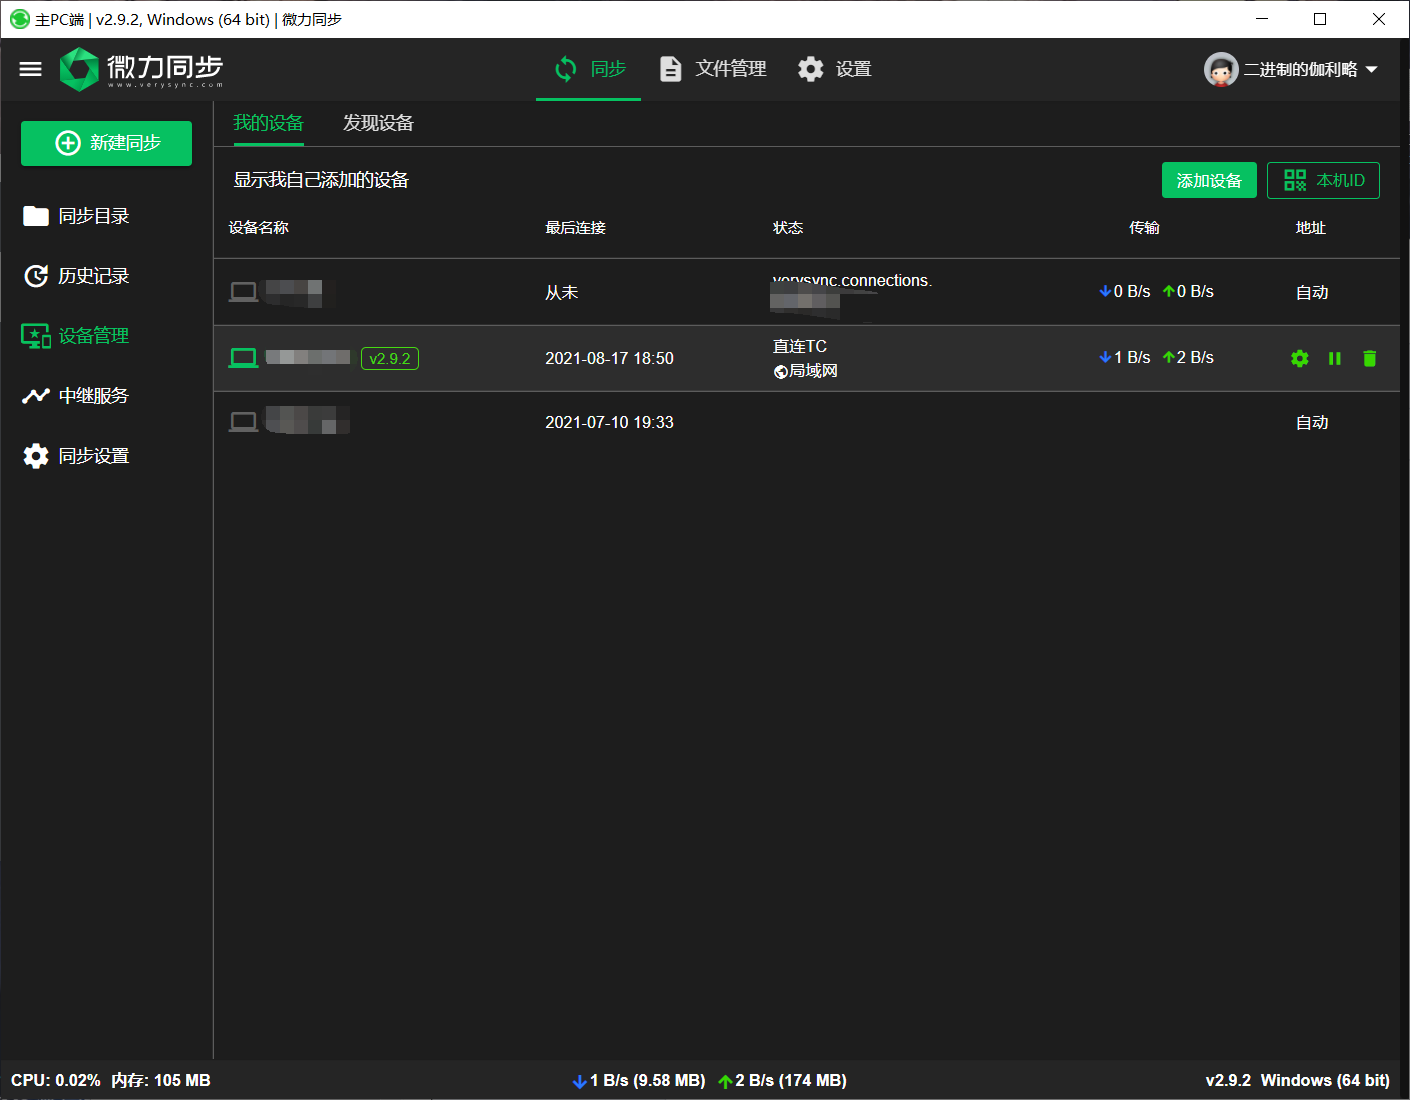 主PC端 | v2.9.2, Windows (64 bit) | 微力同步
微力同步
www.verysync.com
同步
文件管理
设置
二进制的伽利略
新建同步
同步目录
历史记录
设备管理
中继服务
同步设置
我的设备 发现设备
显示我自己添加的设备
添加设备
本机ID
设备名称 最后连接 状态 传输 地址
从未 verysync.connections. 0 B/s 0 B/s 自动
v2.9.2 2021-08-17 18:50 直连TC 1 B/s 2 B/s
局域网
2021-07-10 19:33 自动
CPU: 0.02% 内存: 105 MB 1 B/s (9.58 MB) 2 B/s (174 MB) v2.9.2 Windows (64 bit)